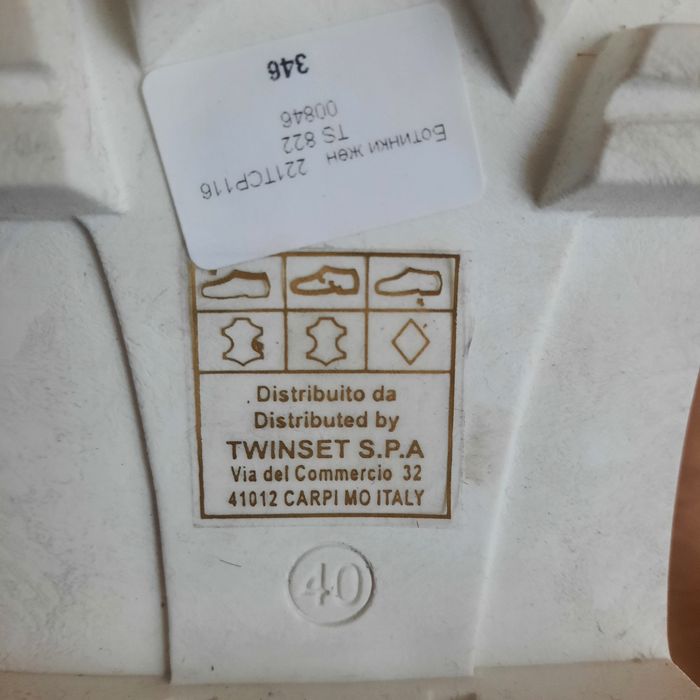 Ботинки жен 221TCP116
TS 822
00846
346
Distribuito da
Distributed by
TWINSET S.P.A
Via del Commercio 32
41012 CARPI MO ITALY
40